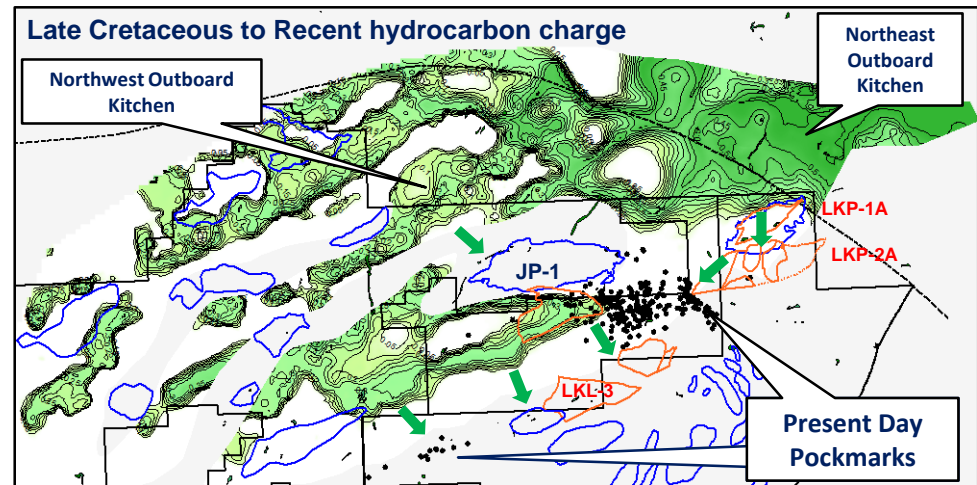 Late Cretaceous to Recent hydrocarbon charge
Northwest Outboard
Kitchen
Northeast
Outboard
Kitchen
LKP-1A
LKP-2A
JP-1
LKL-3
Present Day
Pockmarks